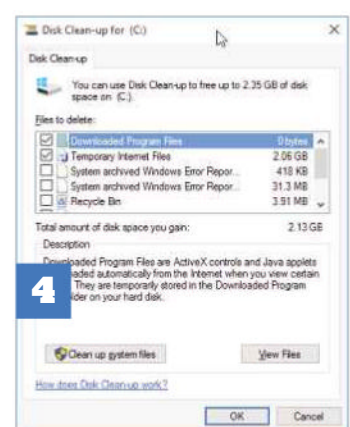 Disk Clean-up for (C:)
Disk Clean-up
You can use Disk Clean-up to free up to 2.35 GB of disk
space on (C:).
Files to delete:
Downloaded Program Files 0 bytes
Temporary Internet Files 2.06 GB
System archived Windows Error Repor... 418 KB
System archived Windows Error Repor... 31.3 MB
Recycle Bin 3.91 MB
Total amount of disk space you gain: 2.13 GB
Description
Downloaded Program Files are ActiveX controls and Java applets
aded automatically from the Internet when you view certain
They are temporarily stored in the Downloaded Program
lder on your hard disk.
4
Clean up system files
View Files
How does Disk Clean-up work?
OK
Cancel